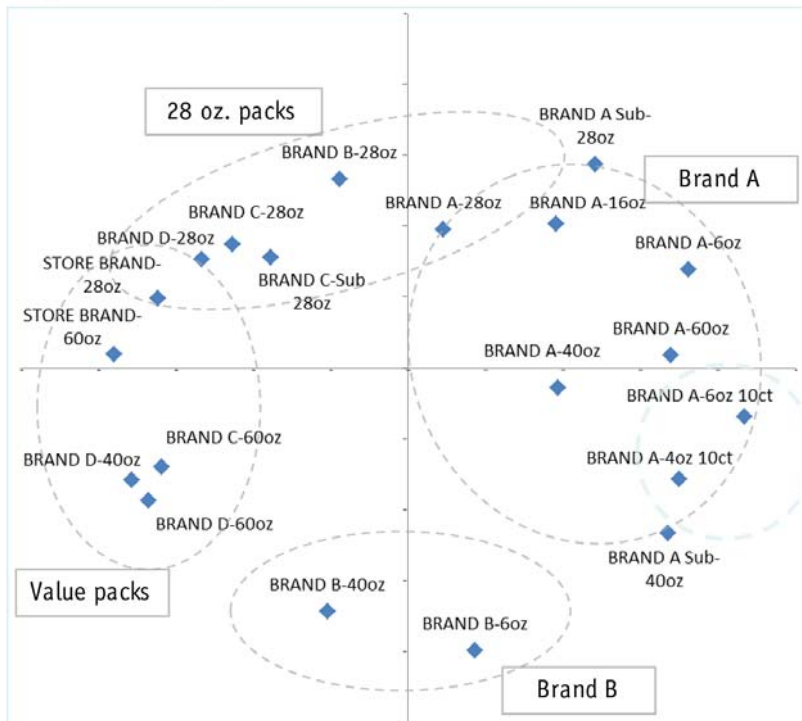 28 oz. packs
BRAND A Sub-
28oz
BRAND B-28oz
Brand A
BRAND C-28oz
BRAND A-28oz
BRAND A-16oz
BRAND D-28oz
BRAND A-6oz
STORE BRAND-
28oz
BRAND C-Sub
28oz
STORE BRAND-
60oz
BRAND A-60oz
BRAND A-40oz
BRAND A-6oz 10ct
BRAND C-60oz
BRAND D-40oz
BRAND A-4oz 10ct
BRAND D-60oz
BRAND A Sub-
40oz
Value packs
BRAND B-40oz
BRAND B-6oz
Brand B